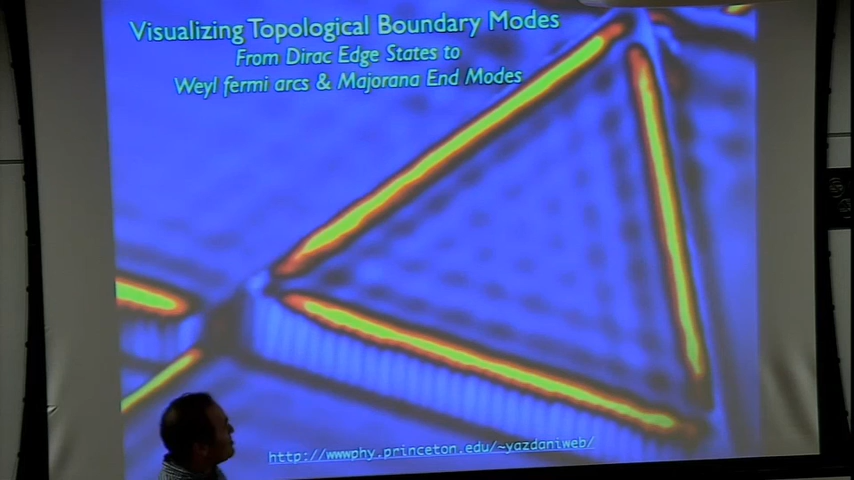 Visualizing Topological Boundary Modes
From Dirac Edge States to
Weyl fermi arcs & Majorana End Modes
http://wwwphy.princeton.edu/~yazdaniweb/